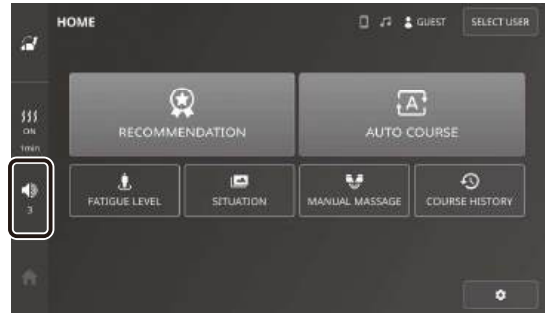 HOME
GUEST
SELECT USER
ON
1min
3
RECOMMENDATION
A
AUTO COURSE
FATIGUE LEVEL
SITUATION
MANUAL MASSAGE
COURSE HISTORY